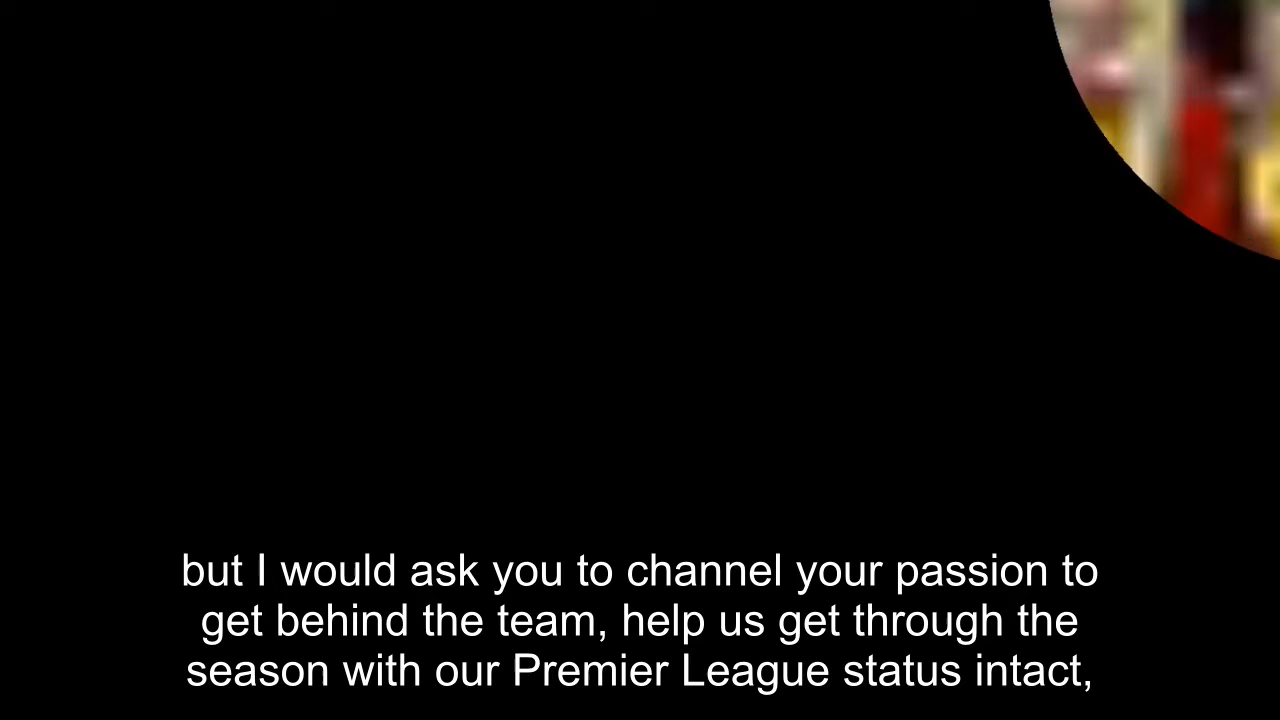 but I would ask you to channel your passion to
get behind the team, help us get through the
season with our Premier League status intact,